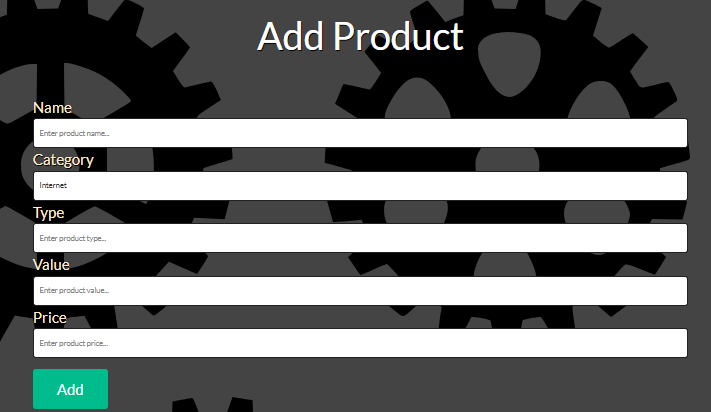 Add Product
Name
Enter product name...
Category
Internet
Type
Enter product type...
Value
Enter product value...
Price
Enter product price...
Add